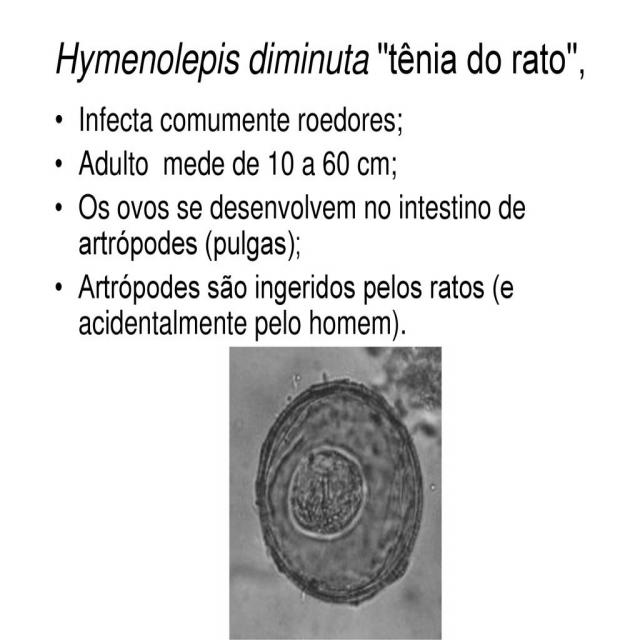 Hymenolepis diminuta "tênia do rato",
• Infecta comumente roedores;
• Adulto  mede de 10 a 60 cm;
• Os ovos se desenvolvem no intestino de
artrópodes (pulgas);
• Artrópodes são ingeridos pelos ratos (e
acidentalmente pelo homem).